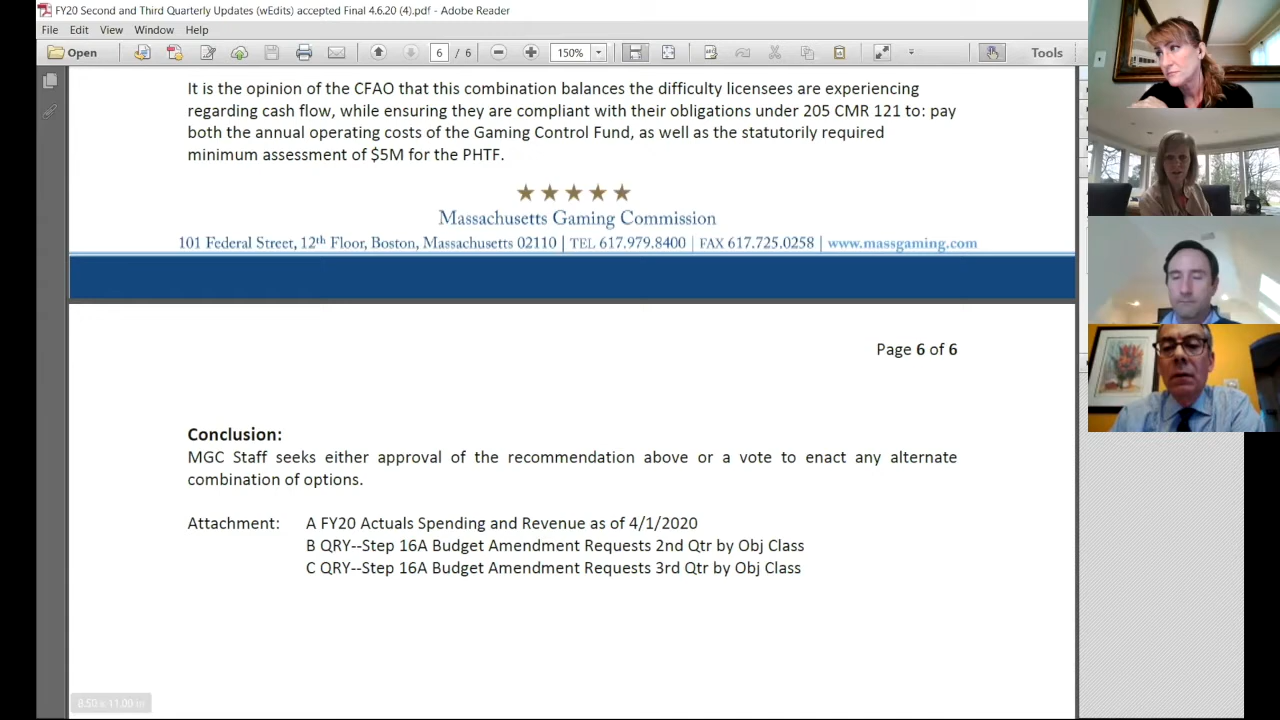 FY20 Second and Third Quarterly Updates (wEdits) accepted Final 4.6.20 (4).pdf - Adobe Reader
File Edit View Window Help
Open 6 / 6 150% Tools
It is the opinion of the CFAO that this combination balances the difficulty licensees are experiencing
regarding cash flow, while ensuring they are compliant with their obligations under 205 CMR 121 to: pay
both the annual operating costs of the Gaming Control Fund, as well as the statutorily required
minimum assessment of $5M for the PHTF.
★ ★ ★ ★ ★
Massachusetts Gaming Commission
101 Federal Street, 12th Floor, Boston, Massachusetts 02110 | TEL 617.979.8400 | FAX 617.725.0258 | www.massgaming.com
Page 6 of 6
Conclusion:
MGC Staff seeks either approval of the recommendation above or a vote to enact any alternate
combination of options.
Attachment: A FY20 Actuals Spending and Revenue as of 4/1/2020
B QRY--Step 16A Budget Amendment Requests 2nd Qtr by Obj Class
C QRY--Step 16A Budget Amendment Requests 3rd Qtr by Obj Class
8.50 x 11.00 in